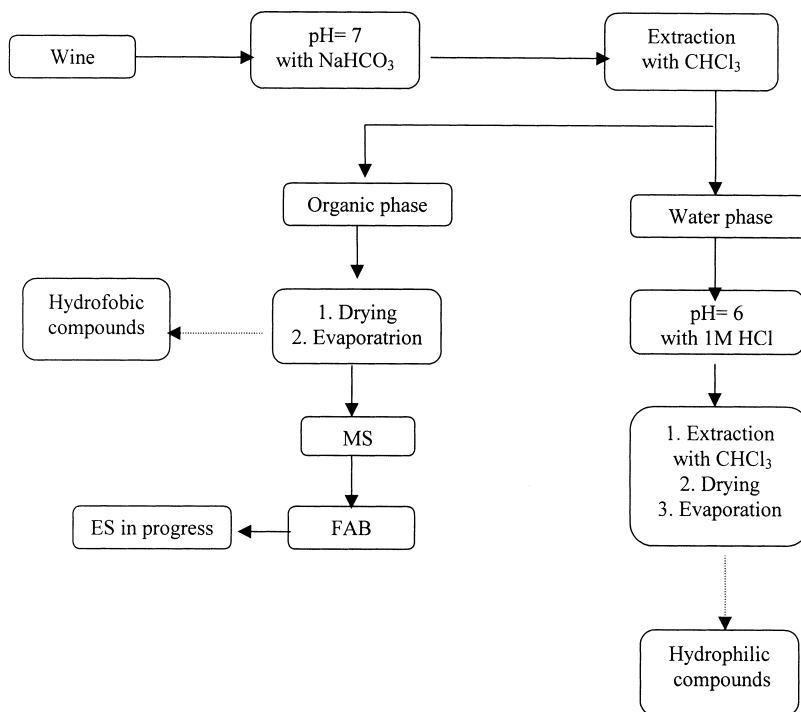 Wine
pH= 7
with NaHCO₃
Extraction
with CHCl₃
Organic phase
Water phase
Hydrofobic
compounds
1. Drying
2. Evaporatrion
pH= 6
with 1M HCl
MS
1. Extraction
with CHCl₃
2. Drying
3. Evaporation
ES in progress
FAB
Hydrophilic
compounds